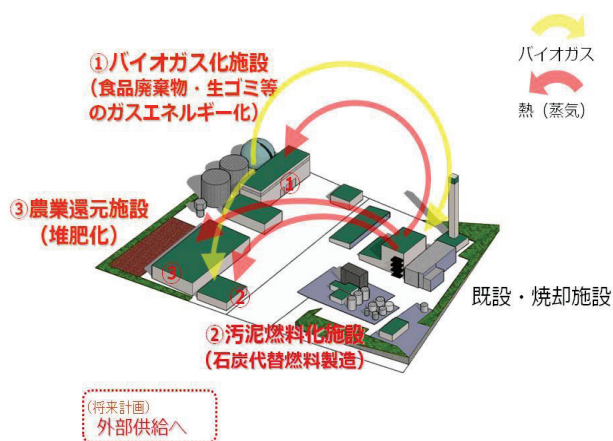 ①バイオガス化施設
(食品廃棄物・生ゴミ等
のガスエネルギー化)
バイオガス
熱(蒸気)
①
③農業還元施設
(堆肥化)
③
②
既設・焼却施設
②汚泥燃料化施設
(石炭代替燃料製造)
(将来計画)
外部供給へ